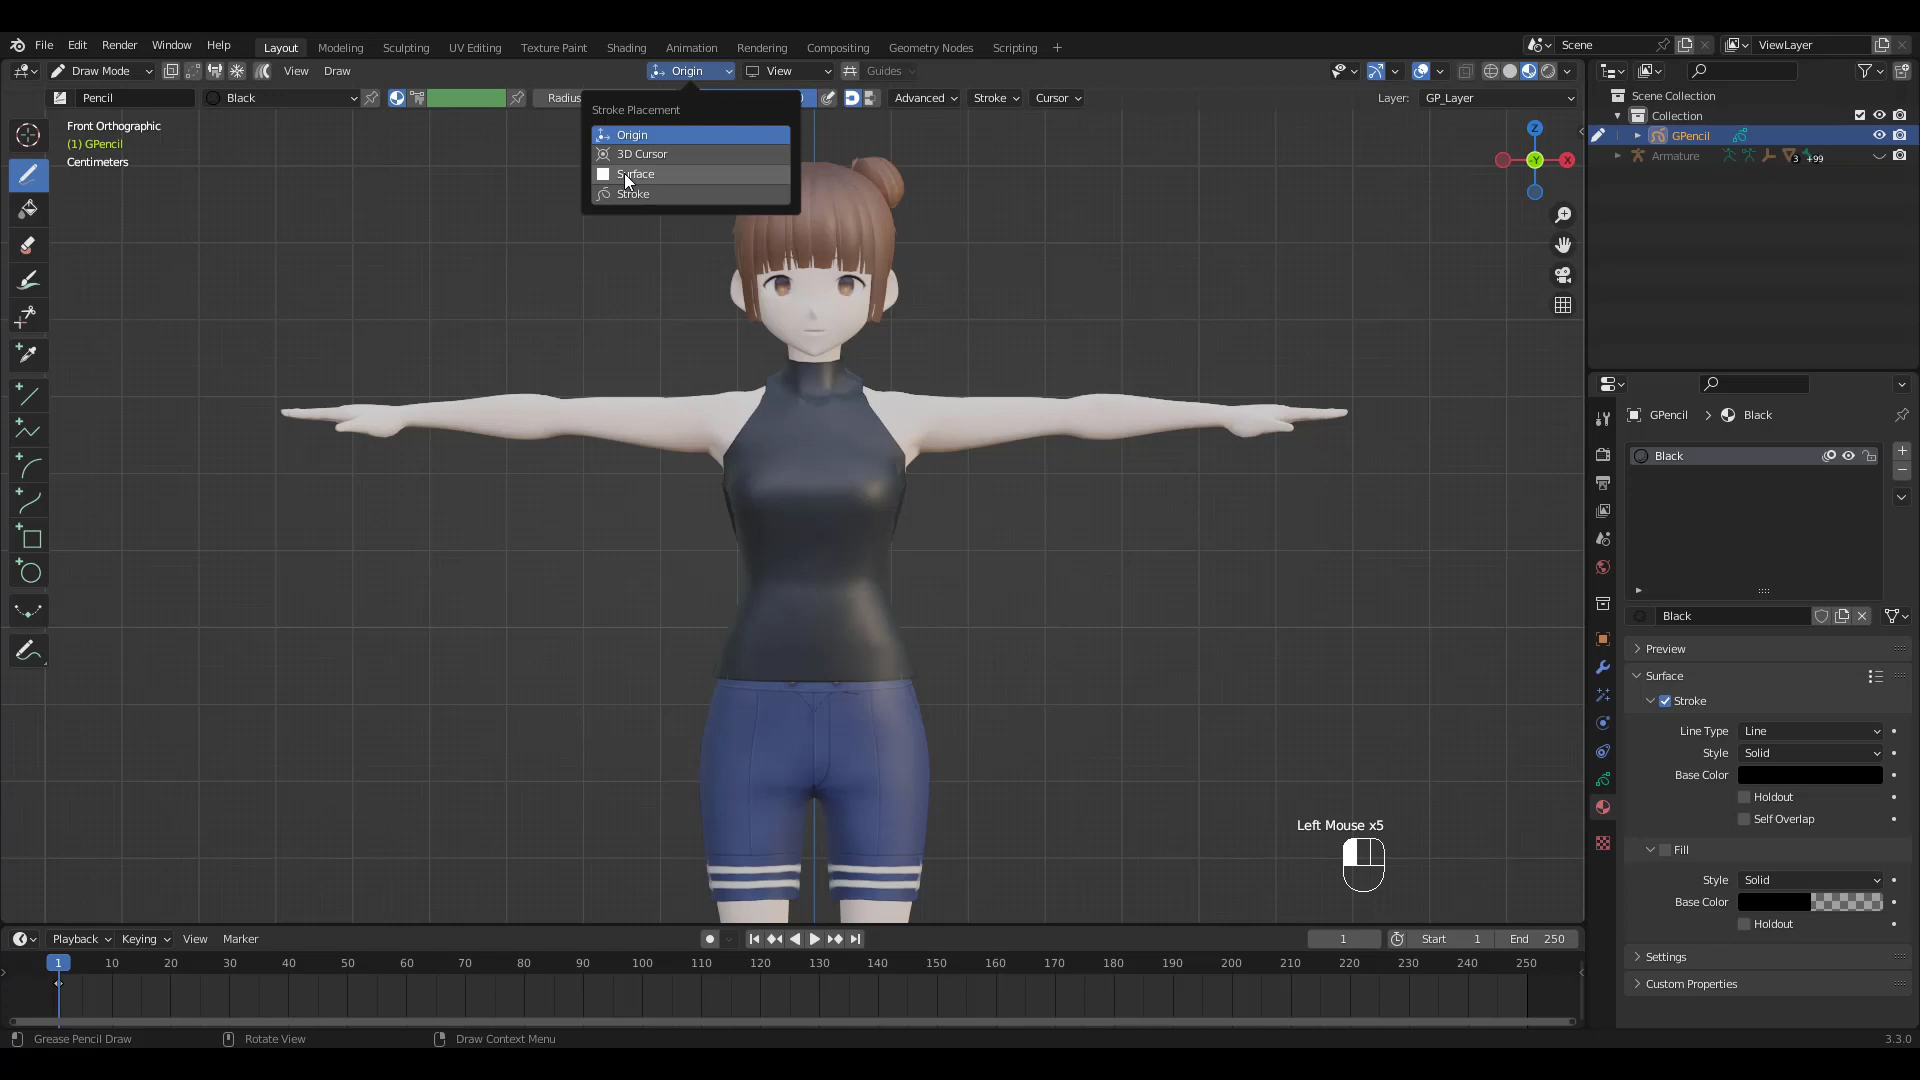 File Edit Render Window Help Layout Modeling Sculpting UV Editing Texture Paint Shading Animation Rendering Compositing Geometry Nodes Scripting + Scene ViewLayer
Draw Mode View Draw Origin View Guides
Pencil Black Radius Advanced Stroke Cursor Layer: GP_Layer
Stroke Placement
Origin
3D Cursor
Surface
Stroke
Front Orthographic
(1) GPencil
Centimeters
Z
-Y
X
Scene Collection
Collection
GPencil
Armature 3 +99
GPencil Black
Black
Black
Preview
Surface
Stroke
Line Type Line
Style Solid
Base Color
Holdout
Self Overlap
Fill
Style Solid
Base Color
Holdout
Settings
Custom Properties
Left Mouse x5
Playback Keying View Marker 1 Start 1 End 250
1 10 20 30 40 50 60 70 80 90 100 110 120 130 140 150 160 170 180 190 200 210 220 230 240 250
Grease Pencil Draw Rotate View Draw Context Menu 3.3.0